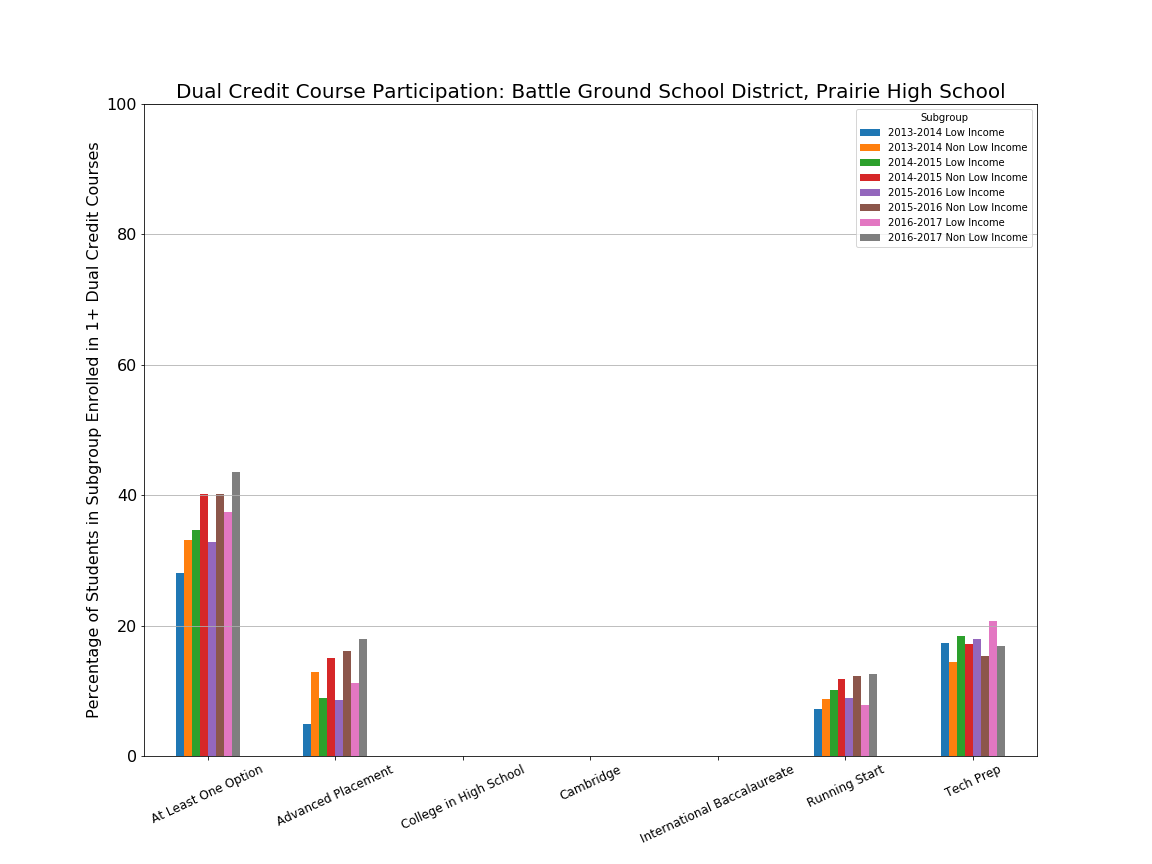 Dual Credit Course Participation: Battle Ground School District, Prairie High School
Percentage of Students in Subgroup Enrolled in 1+ Dual Credit Courses
100
80
60
40
20
0
Subgroup
2013-2014 Low Income
2013-2014 Non Low Income
2014-2015 Low Income
2014-2015 Non Low Income
2015-2016 Low Income
2015-2016 Non Low Income
2016-2017 Low Income
2016-2017 Non Low Income
At Least One Option
Advanced Placement
College in High School
Cambridge
International Baccalaureate
Running Start
Tech Prep